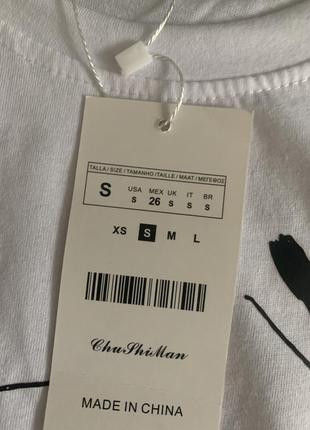 TALLA / SIZE / TAMANHO / TAILLE / MAAT / ΜΕΓΕΘΟΣ
S USA MEX UK IT BR
S 26 S S S
XS S M L
ChuShiMan
MADE IN CHINA